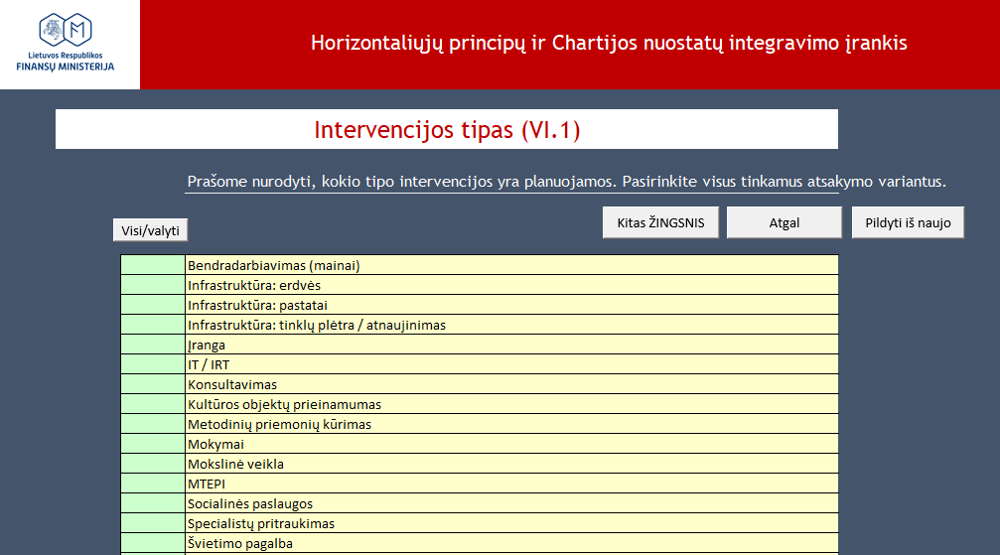 Lietuvos Respublikos
FINANSŲ MINISTERIJA
Horizontaliųjų principų ir Chartijos nuostatų integravimo įrankis
Intervencijos tipas (VI.1)
Prašome nurodyti, kokio tipo intervencijos yra planuojamos. Pasirinkite visus tinkamus atsakymo variantus.
Visi/valyti
Kitas ŽINGSNIS
Atgal
Pildyti iš naujo
Bendradarbiavimas (mainai)
Infrastruktūra: erdvės
Infrastruktūra: pastatai
Infrastruktūra: tinklų plėtra / atnaujinimas
Įranga
IT / IRT
Konsultavimas
Kultūros objektų prieinamumas
Metodinių priemonių kūrimas
Mokymai
Mokslinė veikla
MTEPI
Socialinės paslaugos
Specialistų pritraukimas
Švietimo pagalba